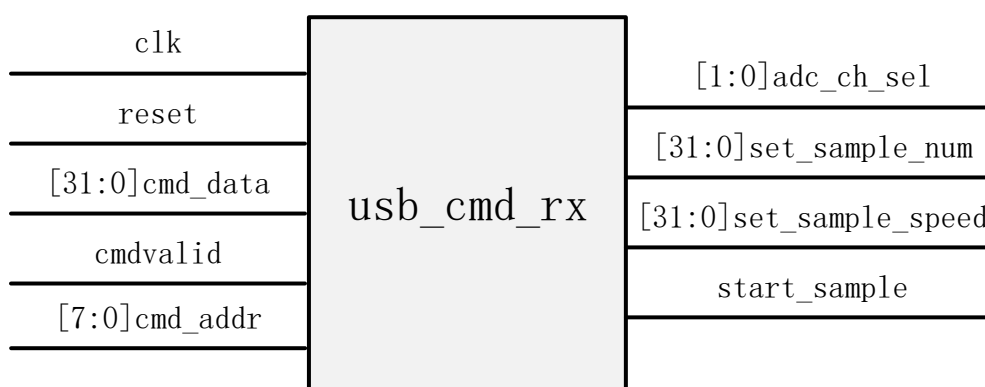 clk
reset
[31:0]cmd_data
cmdvalid
[7:0]cmd_addr
usb_cmd_rx
[1:0]adc_ch_sel
[31:0]set_sample_num
[31:0]set_sample_speed
start_sample